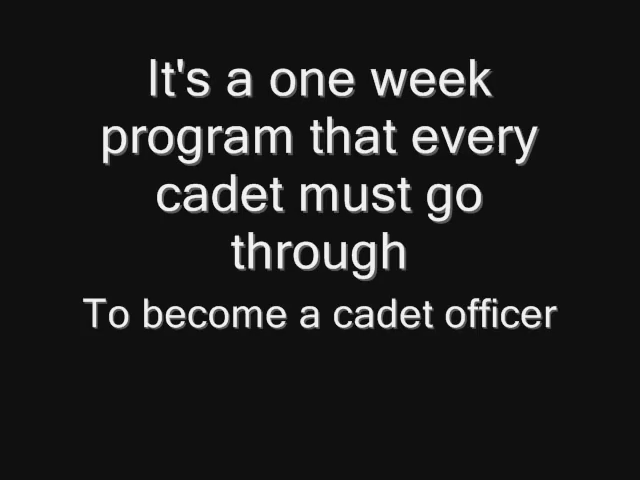 It's a one week
program that every
cadet must go
through
To become a cadet officer